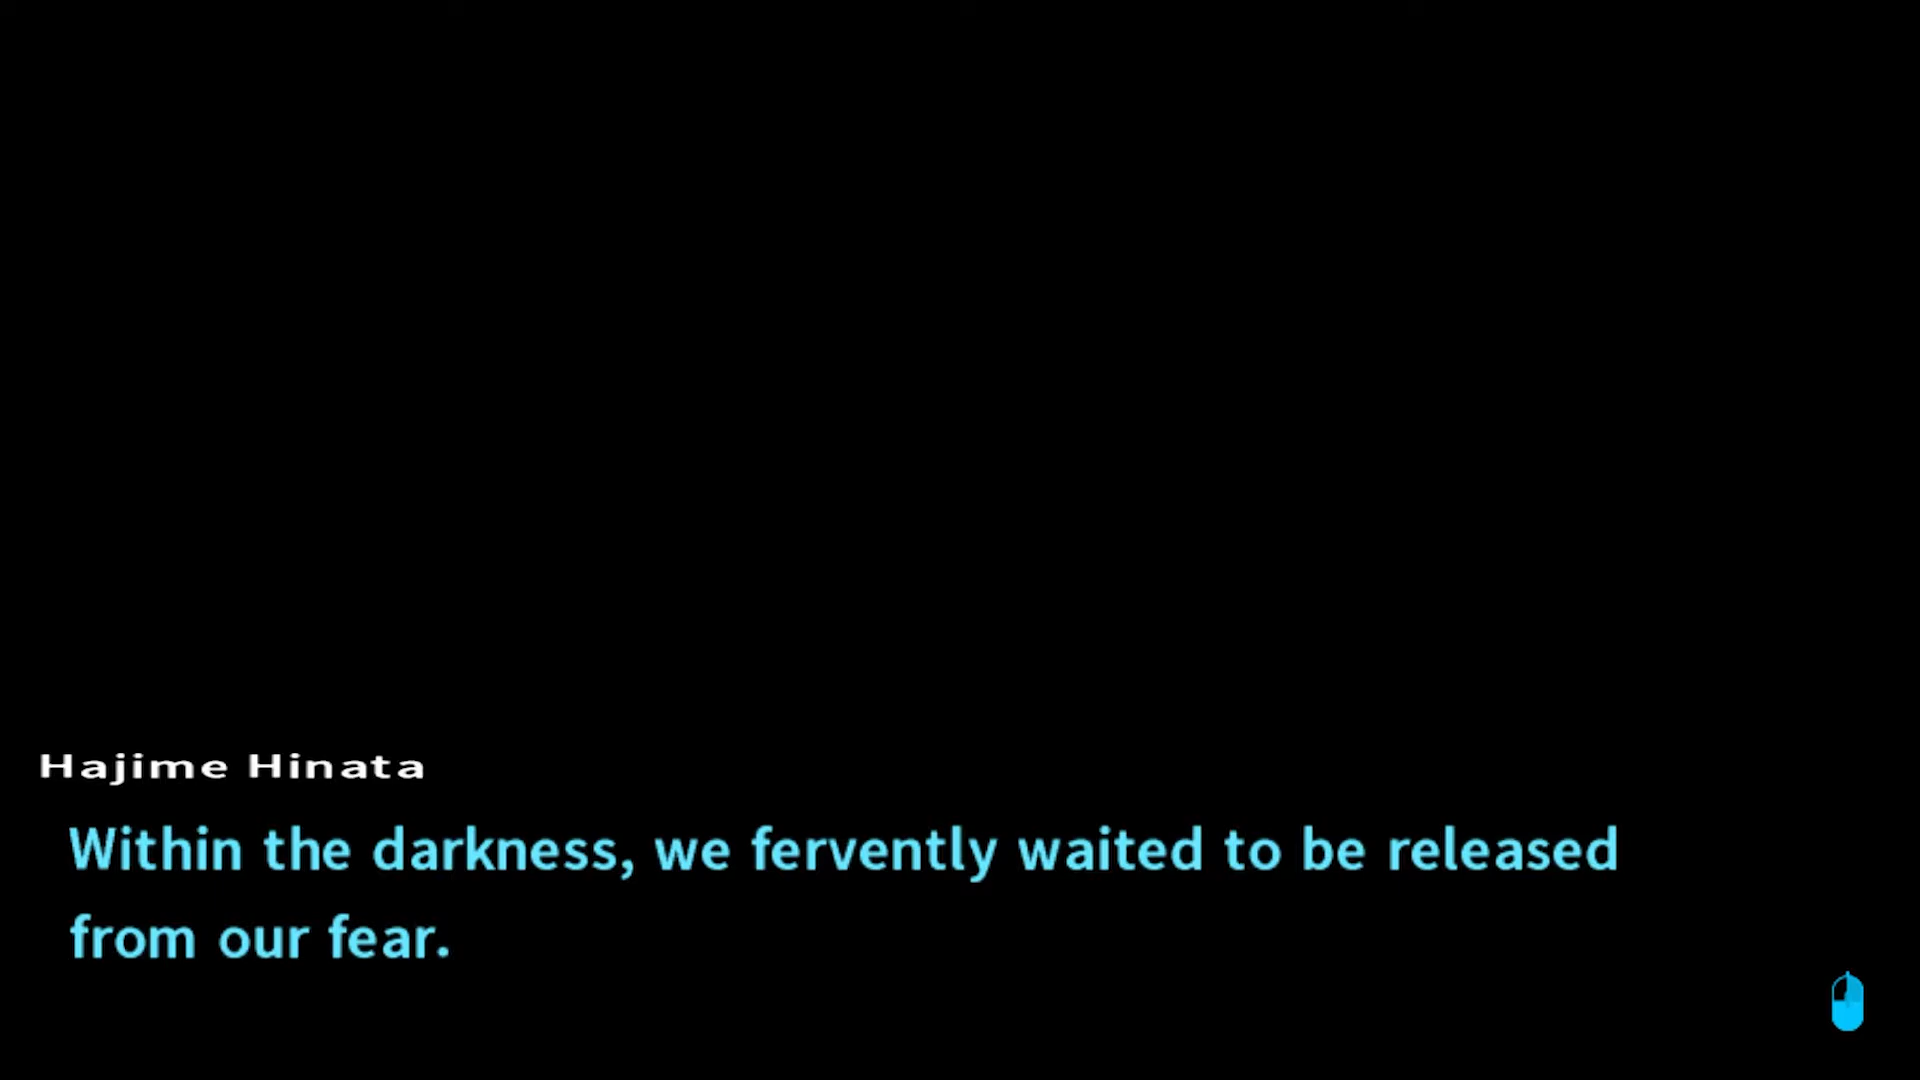 Hajime Hinata
Within the darkness, we fervently waited to be released
from our fear.